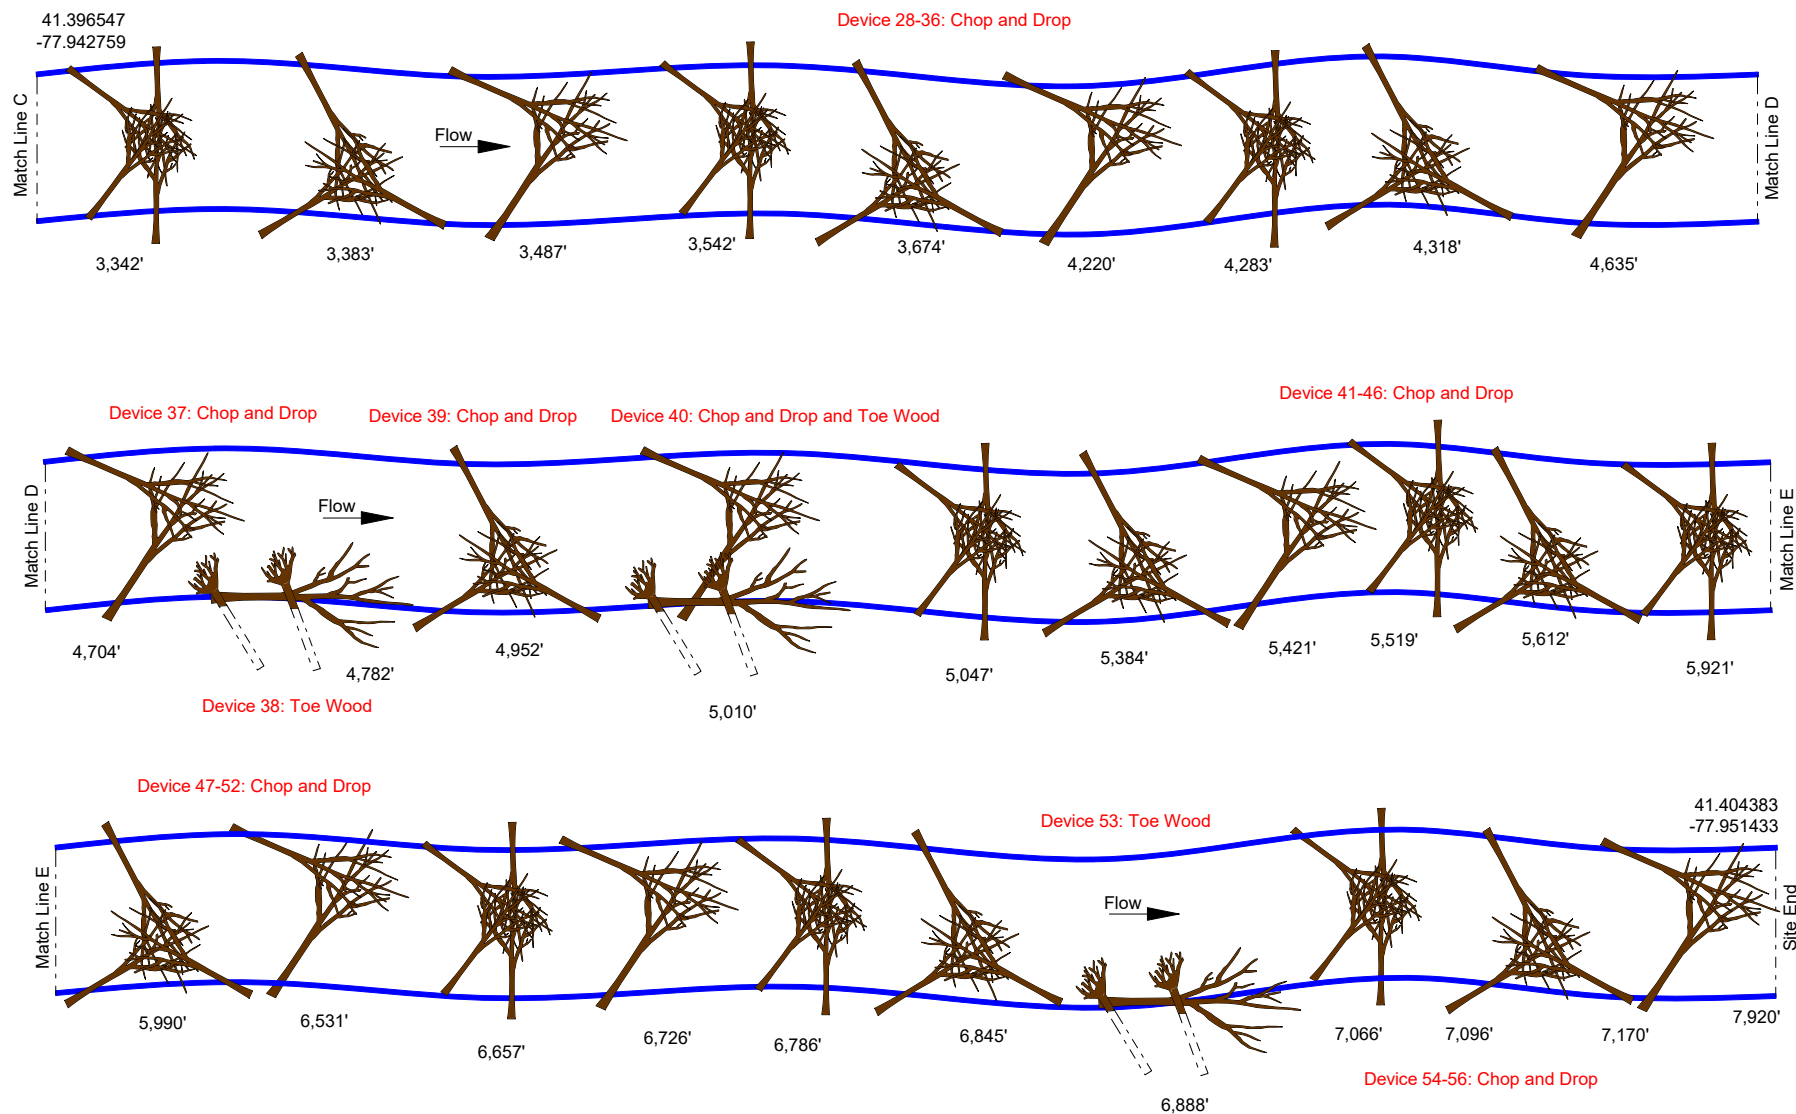 41.396547
-77.942759
Device 28-36: Chop and Drop
Match Line C
Flow
Match Line D
3,342'
3,383'
3,487'
3,542'
3,674'
4,220'
4,283'
4,318'
4,635'
Device 37: Chop and Drop
Device 39: Chop and Drop
Device 40: Chop and Drop and Toe Wood
Device 41-46: Chop and Drop
Match Line D
Flow
Match Line E
4,704'
4,782'
4,952'
5,010'
5,047'
5,384'
5,421'
5,519'
5,612'
5,921'
Device 38: Toe Wood
Device 47-52: Chop and Drop
Device 53: Toe Wood
41.404383
-77.951433
Match Line E
Flow
Site End
5,990'
6,531'
6,657'
6,726'
6,786'
6,845'
6,888'
7,066'
7,096'
7,170'
7,920'
Device 54-56: Chop and Drop